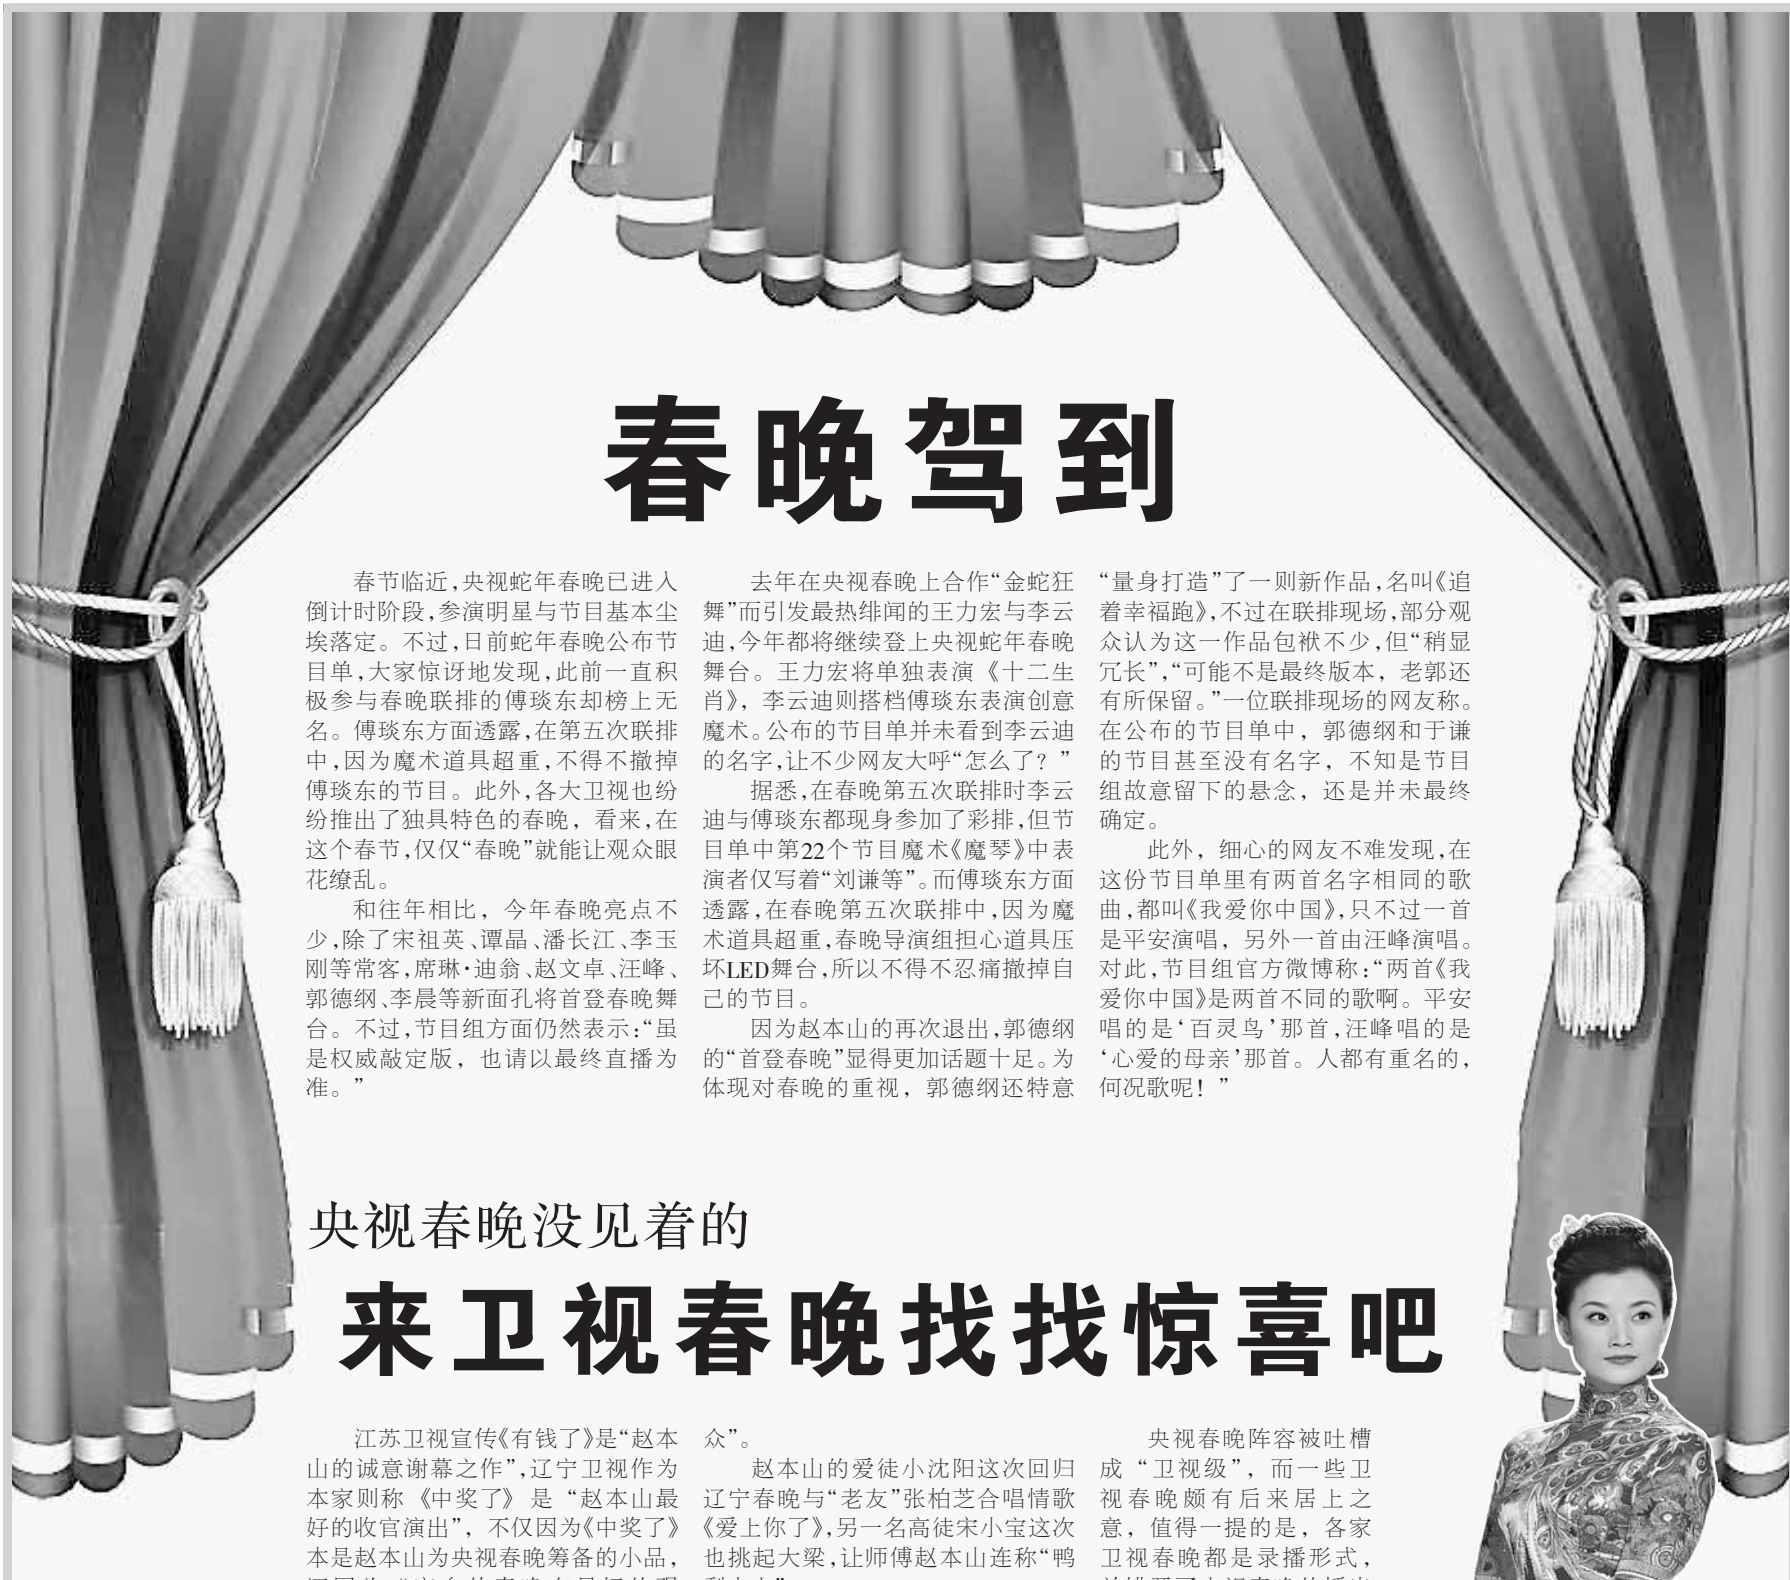 春晚驾到
春节临近，央视蛇年春晚已进入
倒计时阶段，参演明星与节目基本尘
埃落定。不过，日前蛇年春晚公布节
目单，大家惊讶地发现，此前一直积
极参与春晚联排的傅琰东却榜上无
名。傅琰东方面透露，在第五次联排
中，因为魔术道具超重，不得不撤掉
傅琰东的节目。此外，各大卫视也纷
纷推出了独具特色的春晚，看来，在
这个春节，仅仅“春晚”就能让观众眼
花缭乱。
和往年相比，今年春晚亮点不
少，除了宋祖英、谭晶、潘长江、李玉
刚等常客，席琳·迪翁、赵文卓、汪峰、
郭德纲、李晨等新面孔将首登春晚舞
台。不过，节目组方面仍然表示：“虽
是权威敲定版，也请以最终直播为
准。”
去年在央视春晚上合作“金蛇狂
舞”而引发最热绯闻的王力宏与李云
迪，今年都将继续登上央视蛇年春晚
舞台。王力宏将单独表演《十二生
肖》，李云迪则搭档傅琰东表演创意
魔术。公布的节目单并未看到李云迪
的名字，让不少网友大呼“怎么了？”
据悉，在春晚第五次联排时李云
迪与傅琰东都现身参加了彩排，但节
目单中第22个节目魔术《魔琴》中表
演者仅写着“刘谦等”。而傅琰东方面
透露，在春晚第五次联排中，因为魔
术道具超重，春晚导演组担心道具压
坏LED舞台，所以不得不忍痛撤掉自
己的节目。
因为赵本山的再次退出，郭德纲
的“首登春晚”显得更加话题十足。为
体现对春晚的重视，郭德纲还特意
“量身打造”了一则新作品，名叫《追
着幸福跑》，不过在联排现场，部分观
众认为这一作品包袱不少，但“稍显
冗长”，“可能不是最终版本，老郭还
有所保留。”一位联排现场的网友称。
在公布的节目单中，郭德纲和于谦
的节目甚至没有名字，不知是节目
组故意留下的悬念，还是并未最终
确定。
此外，细心的网友不难发现，在
这份节目单里有两首名字相同的歌
曲，都叫《我爱你中国》，只不过一首
是平安演唱，另外一首由汪峰演唱。
对此，节目组官方微博称：“两首《我
爱你中国》是两首不同的歌啊。平安
唱的是‘百灵鸟’那首，汪峰唱的是
‘心爱的母亲’那首。人都有重名的，
何况歌呢！”
央视春晚没见着的
来卫视春晚找找惊喜吧
江苏卫视宣传《有钱了》是“赵本
山的诚意谢幕之作”，辽宁卫视作为
本家则称《中奖了》是“赵本山最
好的收官演出”，不仅因为《中奖了》
本是赵本山为央视春晚筹备的小品，
众”。
赵本山的爱徒小沈阳这次回归
辽宁春晚与“老友”张柏芝合唱情歌
《爱上你了》，另一名高徒宋小宝这次
也挑起大梁，让师傅赵本山连称“鸭
央视春晚阵容被吐槽
成“卫视级”，而一些卫
视春晚颇有后来居上之
意，值得一提的是，各家
卫视春晚都是录播形式，